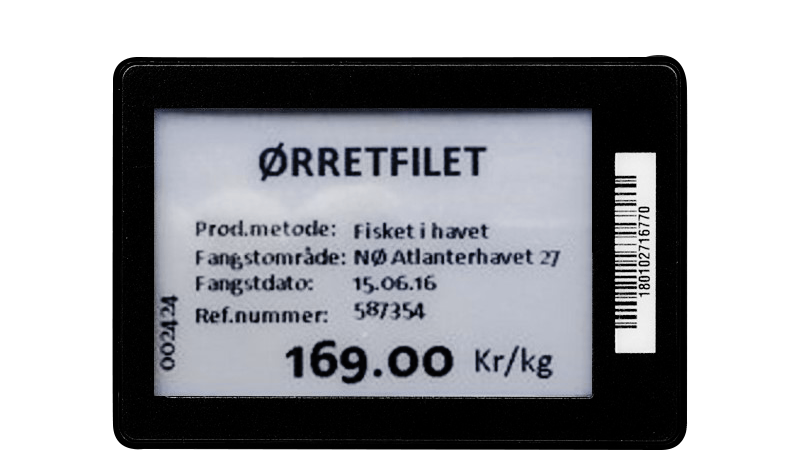 ØRRETFILET
Prod.metode: Fisket i havet
Fangstområde: NØ Atlanterhavet 27
Fangstdato: 15.06.16
Ref.nummer: 587354
169.00 Kr/kg
002424
180102716770